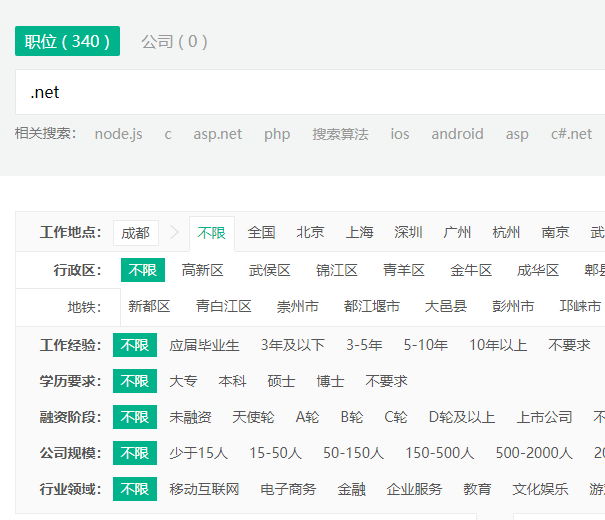 职位 ( 340 ) 公司 ( 0 )
.net
相关搜索： node.js c asp.net php 搜索算法 ios android asp c#.net
工作地点： 成都 不限 全国 北京 上海 深圳 广州 杭州 南京 武
行政区： 不限 高新区 武侯区 锦江区 青羊区 金牛区 成华区 郫县
地铁： 新都区 青白江区 崇州市 都江堰市 大邑县 彭州市 邛崃市
工作经验： 不限 应届毕业生 3年及以下 3-5年 5-10年 10年以上 不要求
学历要求： 不限 大专 本科 硕士 博士 不要求
融资阶段： 不限 未融资 天使轮 A轮 B轮 C轮 D轮及以上 上市公司 不
公司规模： 不限 少于15人 15-50人 50-150人 150-500人 500-2000人 20
行业领域： 不限 移动互联网 电子商务 金融 企业服务 教育 文化娱乐 游